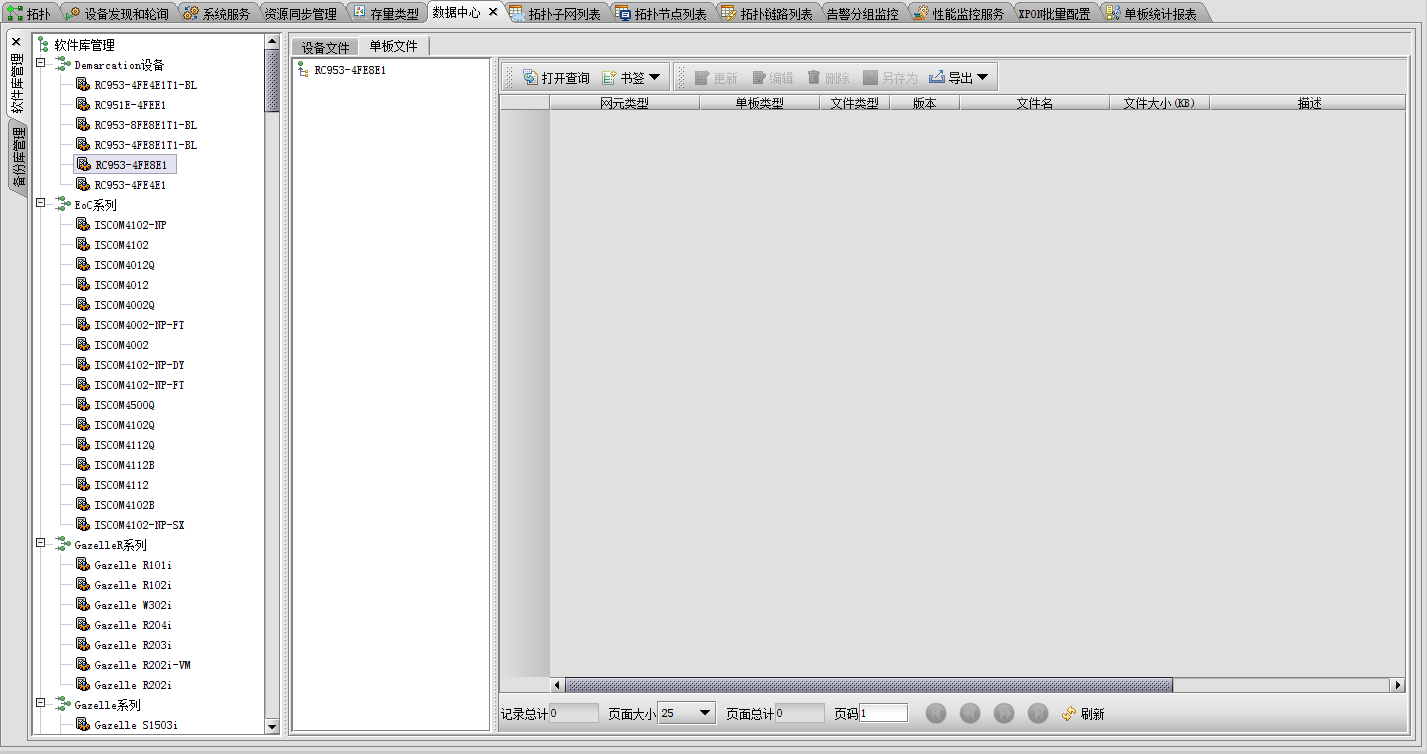 拓扑 设备发现和轮询 系统服务 资源同步管理 存量类型 数据中心 拓扑子网列表 拓扑节点列表 拓扑链路列表 告警分组监控 性能监控服务 XPON批量配置 单板统计报表
软件库管理
备份库管理
软件库管理
Demarcation设备
RC953-4FE4E1T1-BL
RC951E-4FEE1
RC953-8FE8E1T1-BL
RC953-4FE8E1T1-BL
RC953-4FE8E1
RC953-4FE4E1
EoC系列
ISCOM4102-NP
ISCOM4102
ISCOM4012Q
ISCOM4012
ISCOM4002Q
ISCOM4002-NP-FT
ISCOM4002
ISCOM4102-NP-DY
ISCOM4102-NP-FT
ISCOM4500Q
ISCOM4102Q
ISCOM4112Q
ISCOM4112B
ISCOM4112
ISCOM4102B
ISCOM4102-NP-SX
GazelleR系列
Gazelle R101i
Gazelle R102i
Gazelle W302i
Gazelle R204i
Gazelle R203i
Gazelle R202i-VM
Gazelle R202i
Gazelle系列
Gazelle S1503i
设备文件 单板文件
RC953-4FE8E1
打开查询 书签 更新 编辑 删除 另存为 导出
网元类型 单板类型 文件类型 版本 文件名 文件大小(KB) 描述
记录总计 0 页面大小 25 页面总计 0 页码 1 刷新